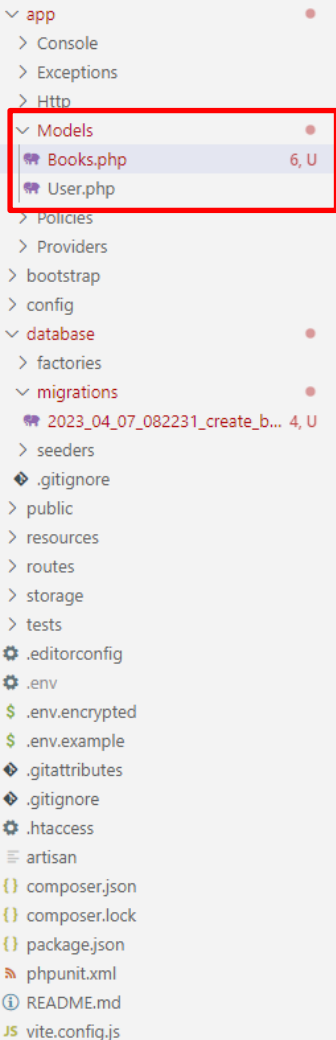 app
Console
Exceptions
Http
Models
Books.php 6, U
User.php
Policies
Providers
bootstrap
config
database
factories
migrations
2023_04_07_082231_create_b... 4, U
seeders
.gitignore
public
resources
routes
storage
tests
.editorconfig
.env
$ .env.encrypted
$ .env.example
.gitattributes
.gitignore
.htaccess
artisan
{} composer.json
{} composer.lock
{} package.json
phpunit.xml
README.md
JS vite.config.js